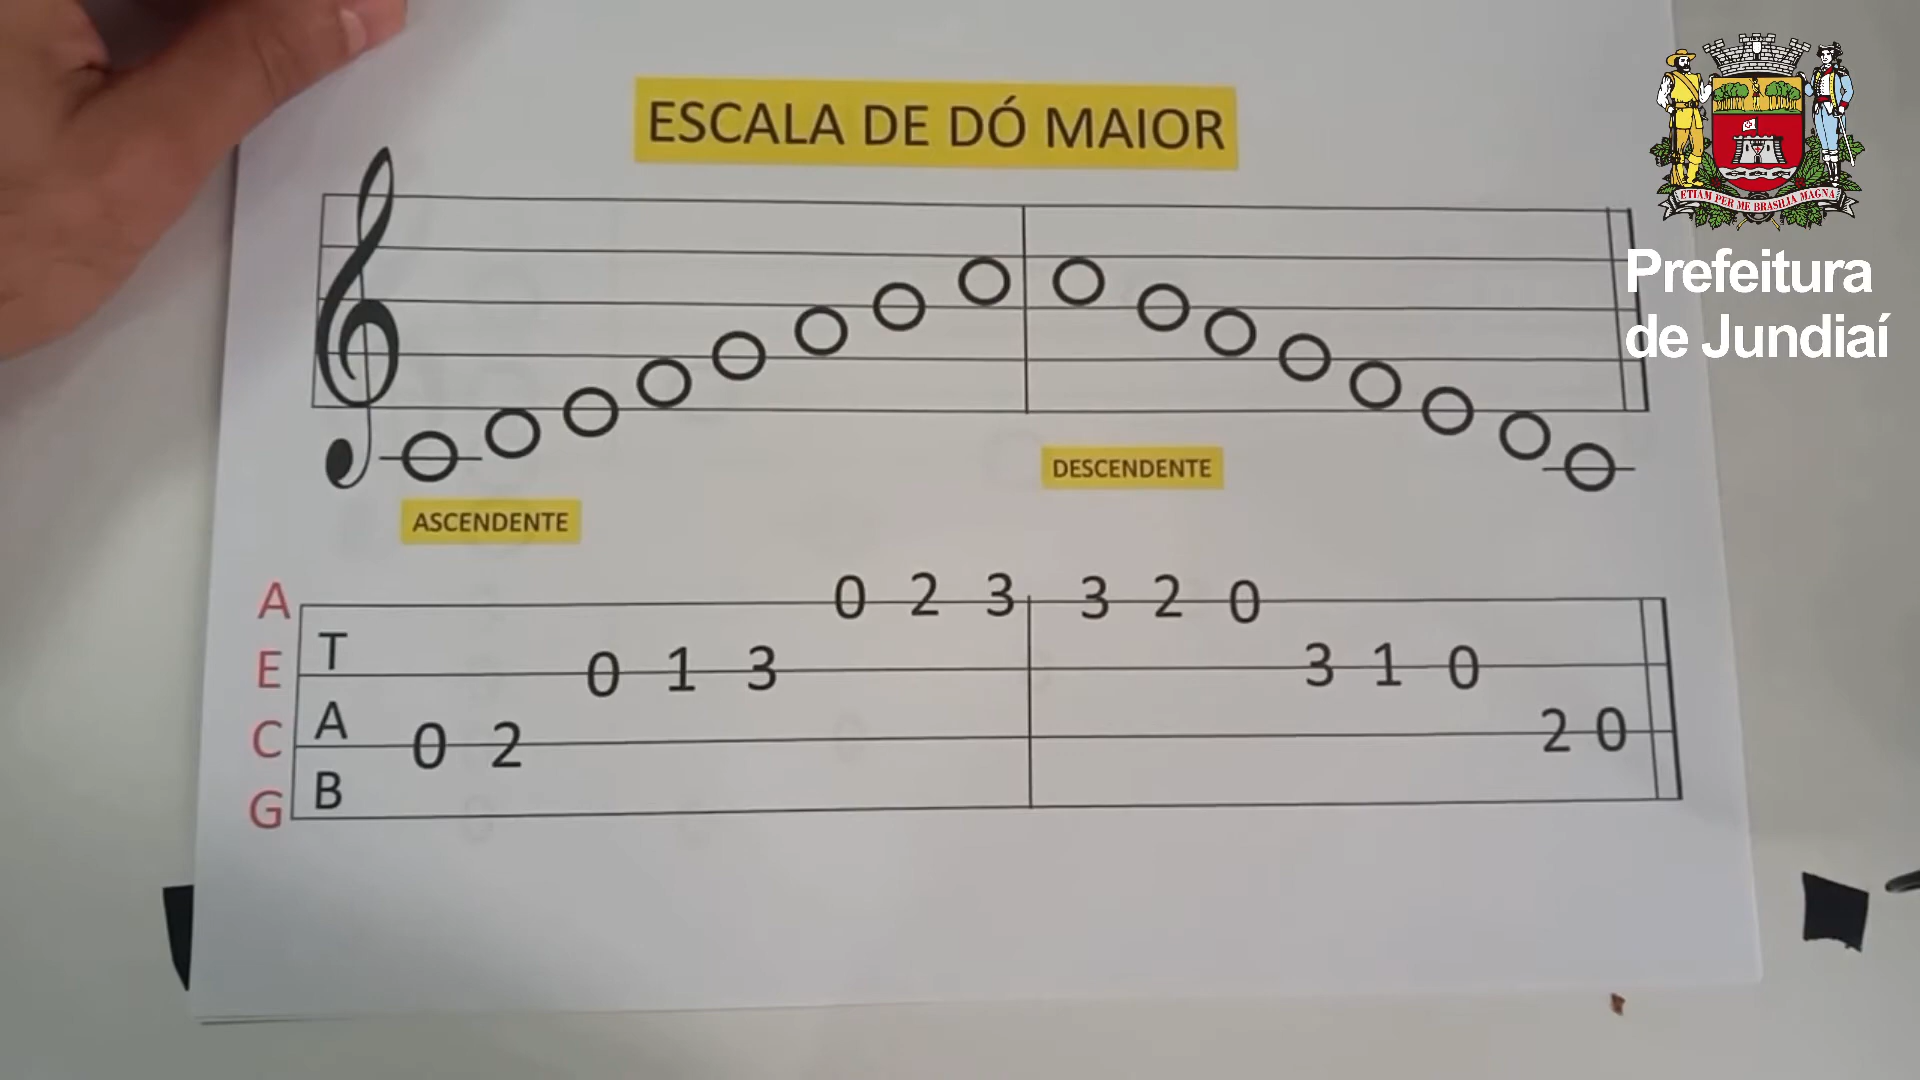 ESCALA DE DÓ MAIOR
ETIAM PER ME BRASILIA MAGNA
Prefeitura
de Jundiaí
DESCENDENTE
ASCENDENTE
A 0 2 3 3 2 0
T
E 0 1 3 3 1 0
A
C 0 2 2 0
B
G